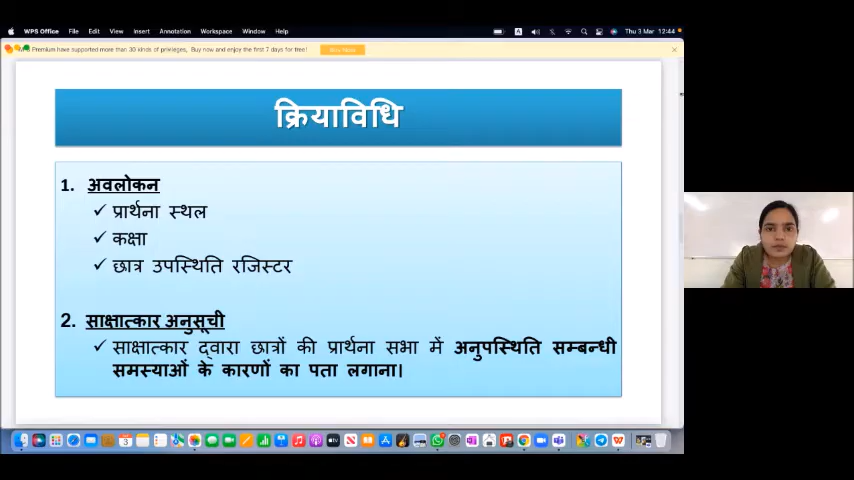 WPS Office File Edit View Insert Annotation Workspace Window Help Thu 3 Mar 12:44
Premium have supported more than 30 kinds of privileges, Buy now and enjoy the first 7 days for free! Buy Now
क्रियाविधि
1. अवलोकन
✓ प्रार्थना स्थल
✓ कक्षा
✓ छात्र उपस्थिति रजिस्टर
2. साक्षात्कार अनुसूची
✓ साक्षात्कार द्वारा छात्रों की प्रार्थना सभा में अनुपस्थिति सम्बन्धी
समस्याओं के कारणों का पता लगाना।